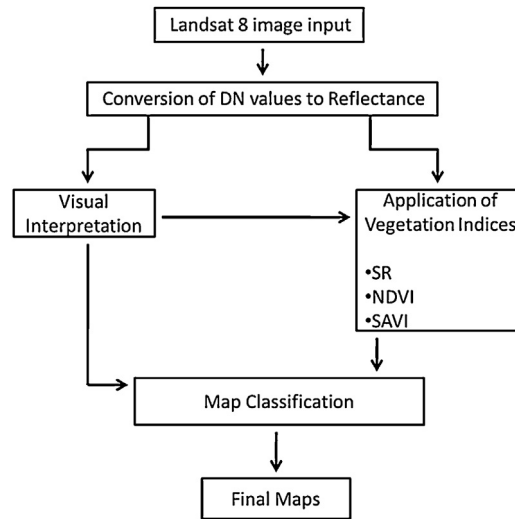 Landsat 8 image input
Conversion of DN values to Reflectance
Visual
Interpretation
Application of
Vegetation Indices
•SR
•NDVI
•SAVI
Map Classification
Final Maps